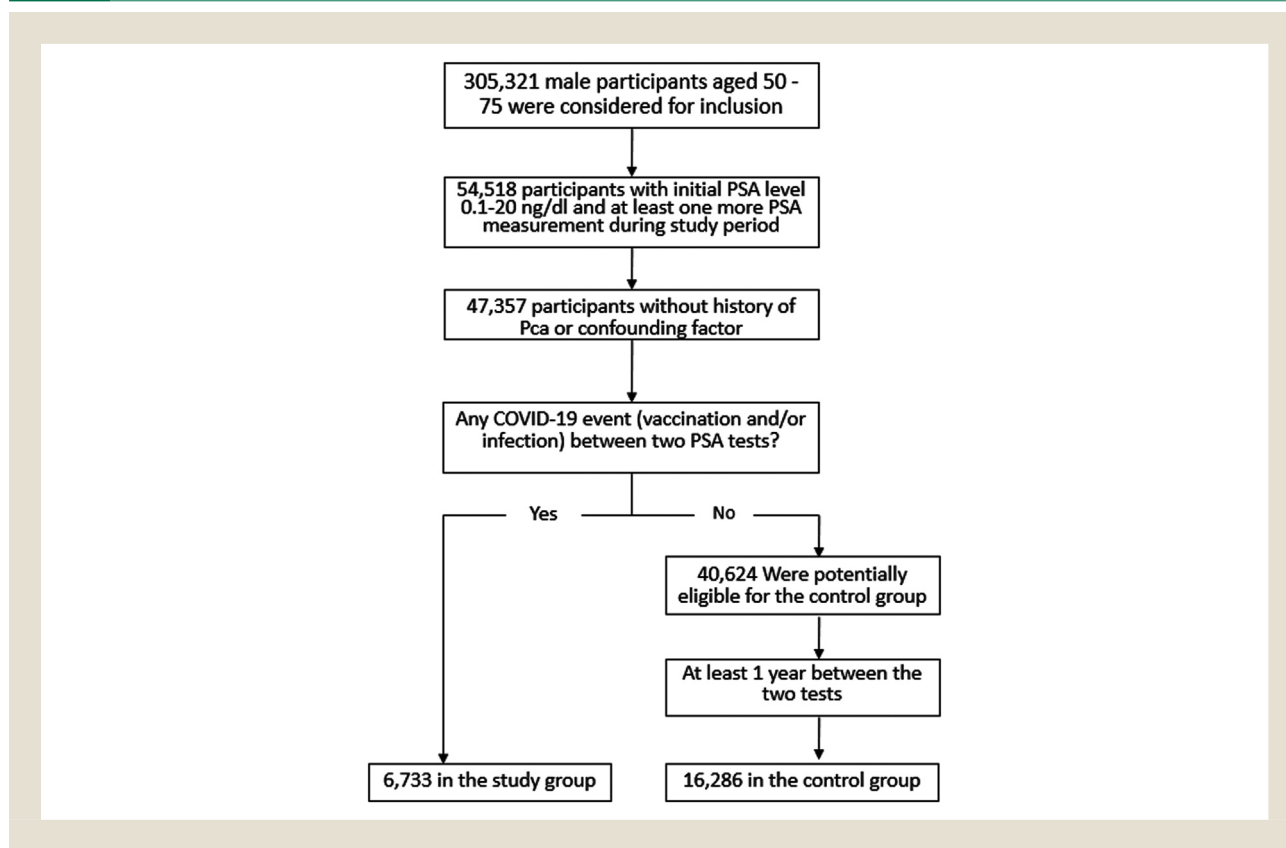 305,321 male participants aged 50 -
75 were considered for inclusion
54,518 participants with initial PSA level
0.1-20 ng/dl and at least one more PSA
measurement during study period
47,357 participants without history of
Pca or confounding factor
Any COVID-19 event (vaccination and/or
infection) between two PSA tests?
Yes
No
40,624 Were potentially
eligible for the control group
At least 1 year between the
two tests
6,733 in the study group
16,286 in the control group